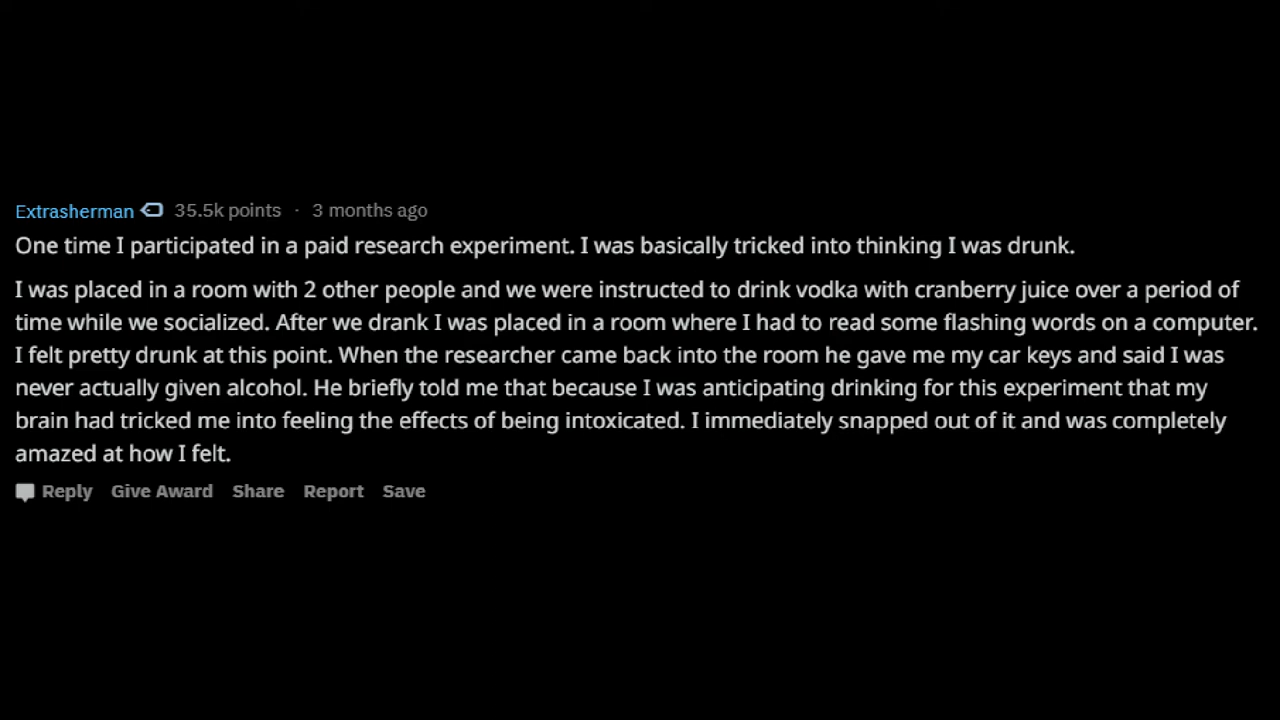 Extrasherman 35.5k points · 3 months ago
One time I participated in a paid research experiment. I was basically tricked into thinking I was drunk.
I was placed in a room with 2 other people and we were instructed to drink vodka with cranberry juice over a period of
time while we socialized. After we drank I was placed in a room where I had to read some flashing words on a computer.
I felt pretty drunk at this point. When the researcher came back into the room he gave me my car keys and said I was
never actually given alcohol. He briefly told me that because I was anticipating drinking for this experiment that my
brain had tricked me into feeling the effects of being intoxicated. I immediately snapped out of it and was completely
amazed at how I felt.
Reply Give Award Share Report Save